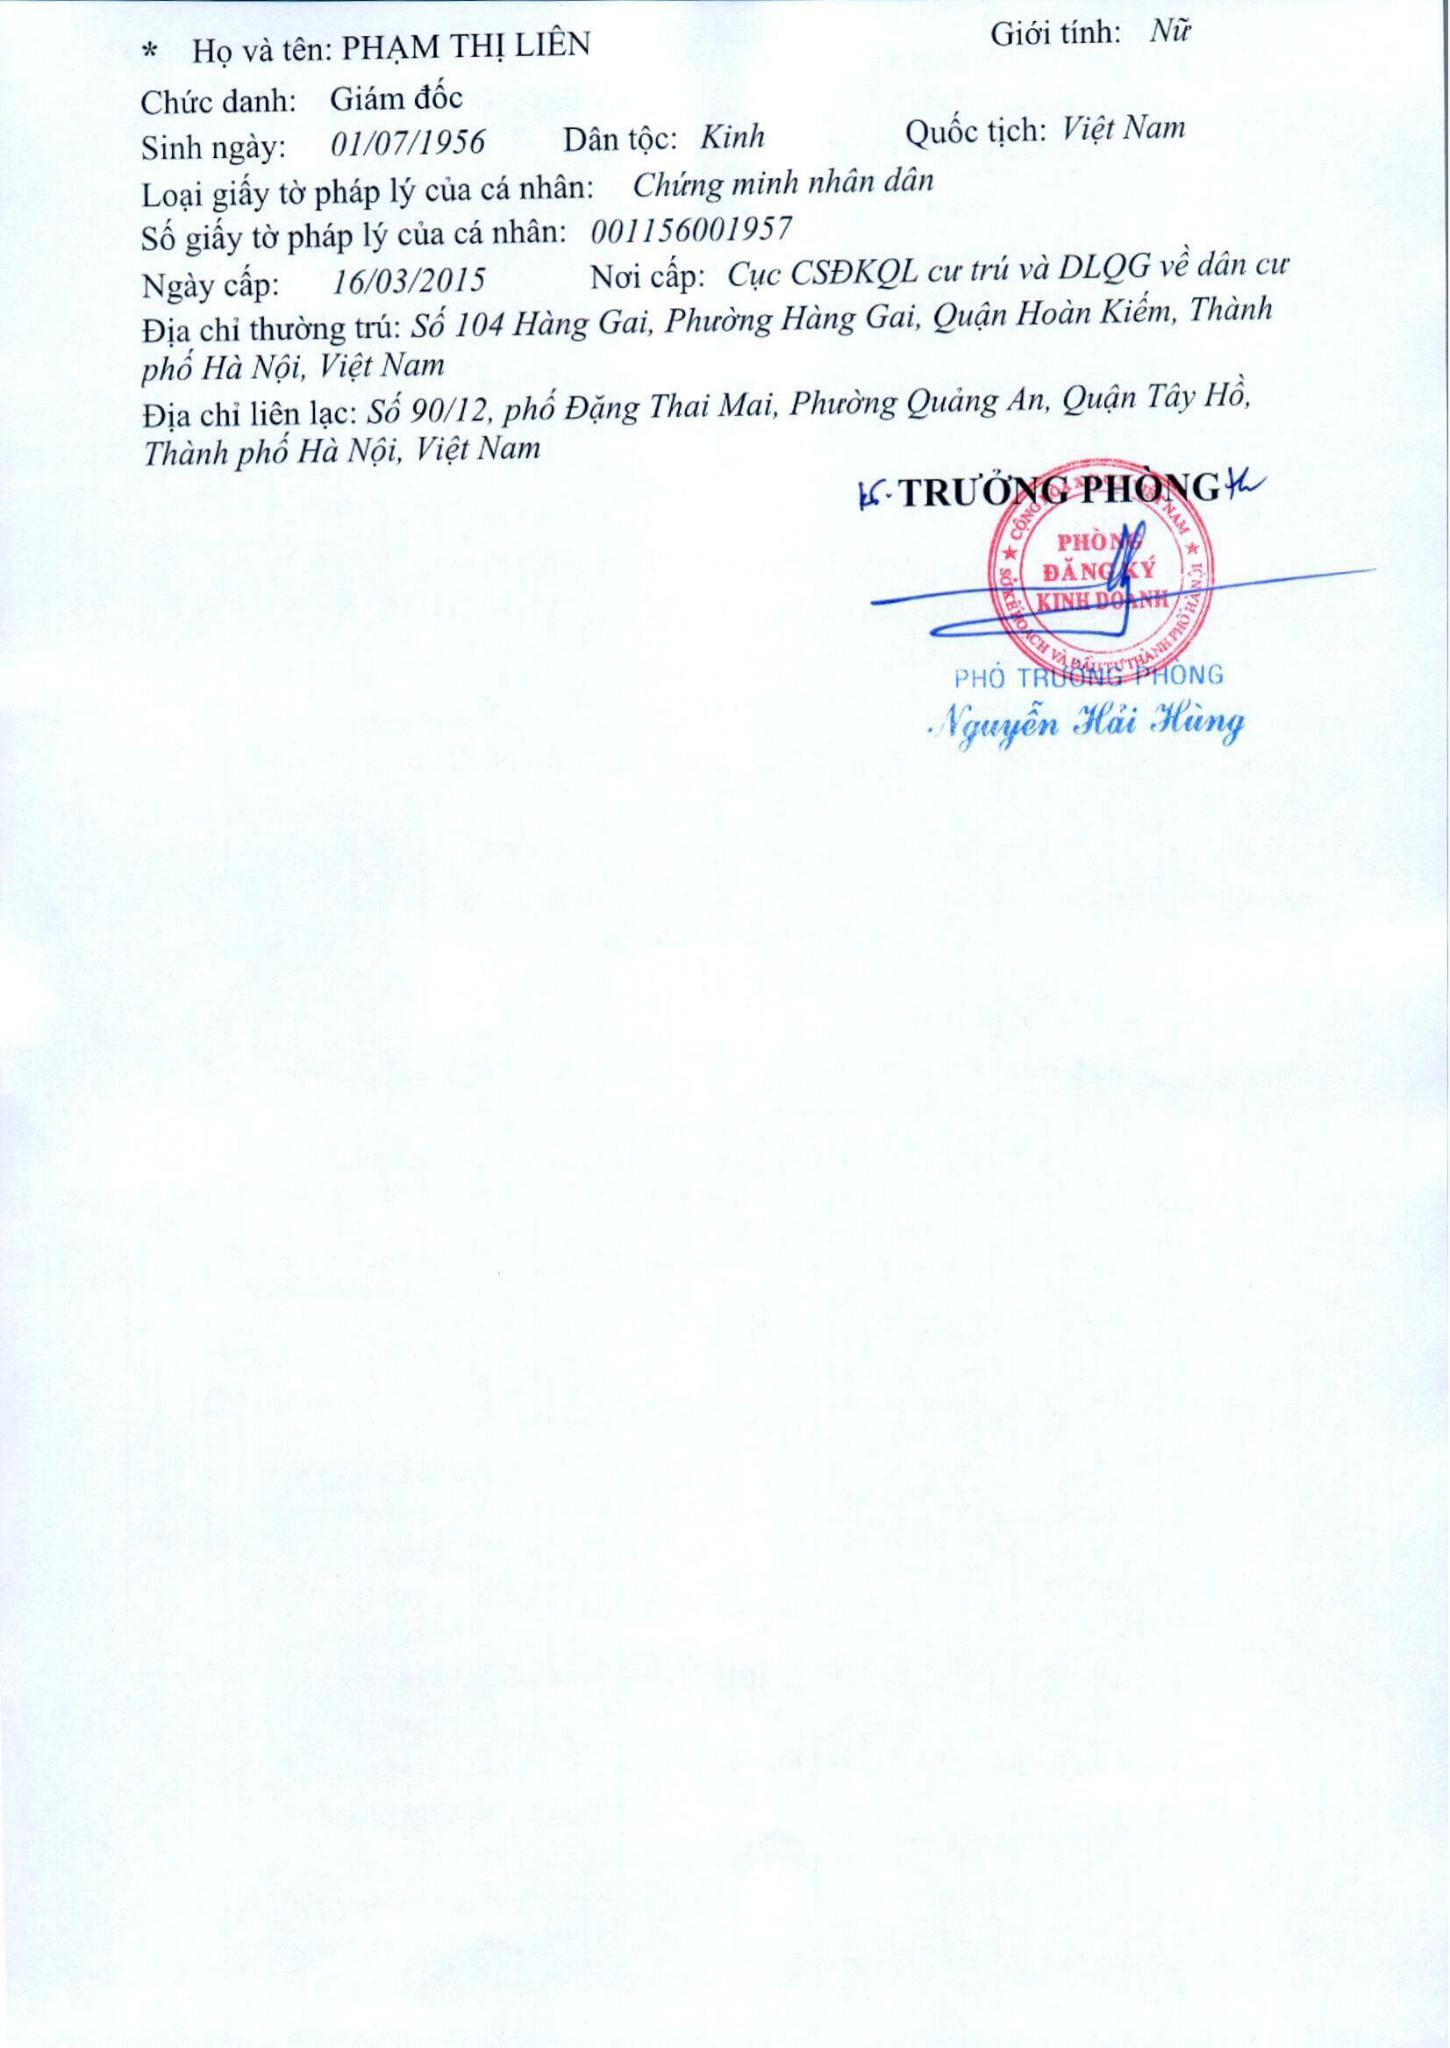 * Họ và tên: PHẠM THỊ LIÊN Giới tính: Nữ
Chức danh: Giám đốc
Sinh ngày: 01/07/1956 Dân tộc: Kinh Quốc tịch: Việt Nam
Loại giấy tờ pháp lý của cá nhân: Chứng minh nhân dân
Số giấy tờ pháp lý của cá nhân: 001156001957
Ngày cấp: 16/03/2015 Nơi cấp: Cục CSĐKQL cư trú và DLQG về dân cư
Địa chỉ thường trú: Số 104 Hàng Gai, Phường Hàng Gai, Quận Hoàn Kiếm, Thành
phố Hà Nội, Việt Nam
Địa chỉ liên lạc: Số 90/12, phố Đặng Thai Mai, Phường Quảng An, Quận Tây Hồ,
Thành phố Hà Nội, Việt Nam
TRƯỞNG PHÒNG
PHÒNG
ĐĂNG KÝ
KINH DOANH
SỞ KẾ HOẠCH VÀ ĐẦU TƯ THÀNH PHỐ HÀ NỘI
PHÓ TRƯỞNG PHÒNG
Nguyễn Hải Hùng